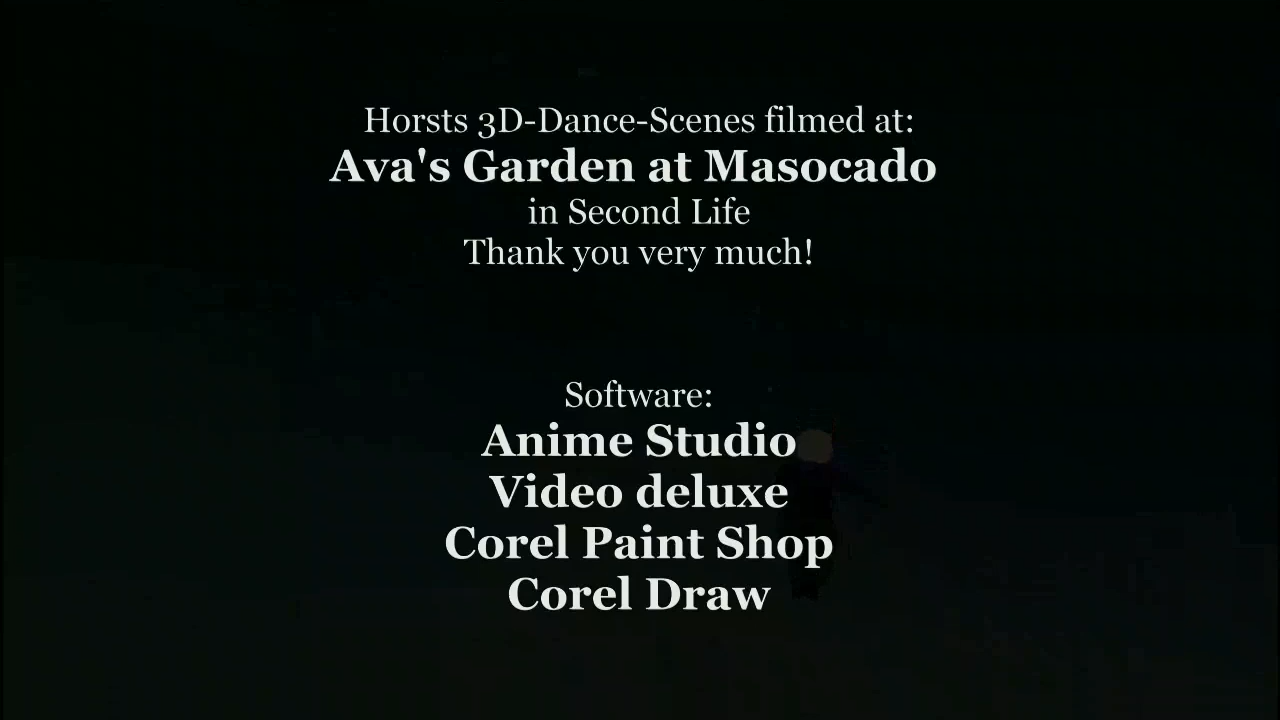 Horsts 3D-Dance-Scenes filmed at:
Ava's Garden at Masocado
in Second Life
Thank you very much!
Software:
Anime Studio
Video deluxe
Corel Paint Shop
Corel Draw